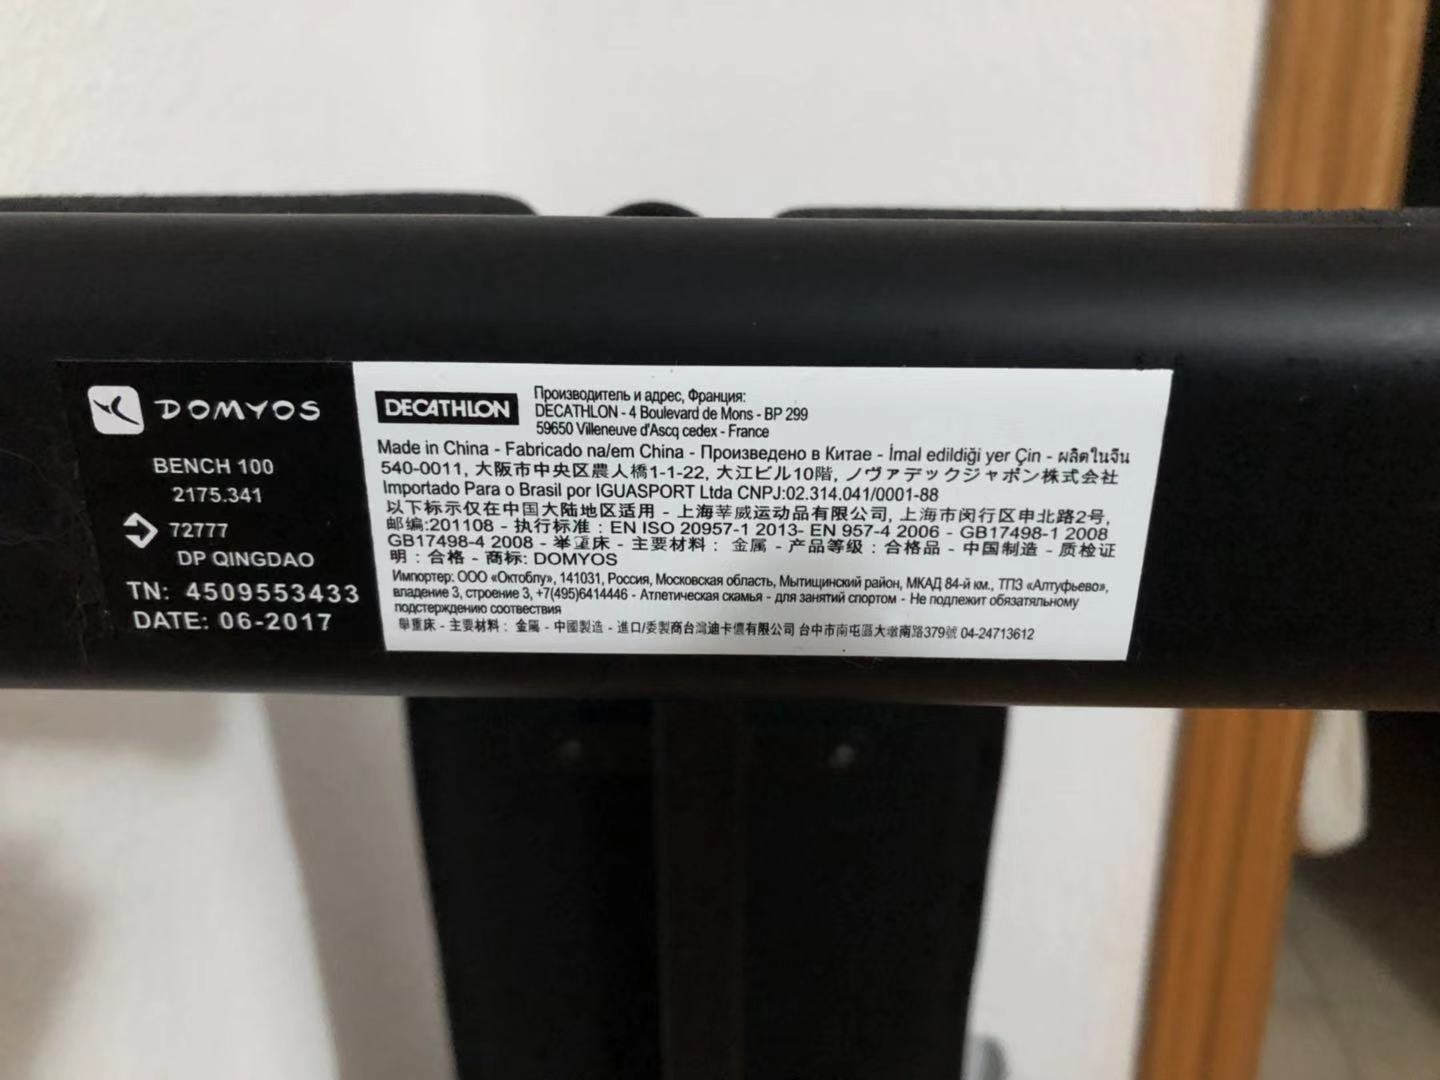 DOMYOS
BENCH 100
2175.341
72777
DP QINGDAO
TN: 4509553433
DATE: 06-2017
DECATHLON
Производитель и адрес, Франция:
DECATHLON - 4 Boulevard de Mons - BP 299
59650 Villeneuve d'Ascq cedex - France
Made in China - Fabricado na/em China - Произведено в Китае - İmal edildiği yer Çin - ผลิตในจีน
540-0011, 大阪市中央区農人橋1-1-22, 大江ビル10階, ノヴァデックジャポン株式会社
Importado Para o Brasil por IGUASPORT Ltda CNPJ:02.314.041/0001-88
以下标示仅在中国大陆地区适用 - 上海莘威运动品有限公司, 上海市闵行区申北路2号,
邮编:201108 - 执行标准：EN ISO 20957-1 2013- EN 957-4 2006 - GB17498-1 2008
GB17498-4 2008 - 举重床 - 主要材料： 金属 - 产品等级：合格品 - 中国制造 - 质检证
明：合格 - 商标: DOMYOS
Импортер: ООО «Октоблу», 141031, Россия, Московская область, Мытищинский район, МКАД 84-й км., ТПЗ «Алтуфьево»,
владение 3, строение 3, +7(495)6414446 - Атлетическая скамья - для занятий спортом - Не подлежит обязательному
подстерждению соотвествия
舉重床 - 主要材料： 金屬 - 中國製造 - 進口/委製商台灣迪卡儂有限公司 台中市南屯區大墩南路379號 04-24713612